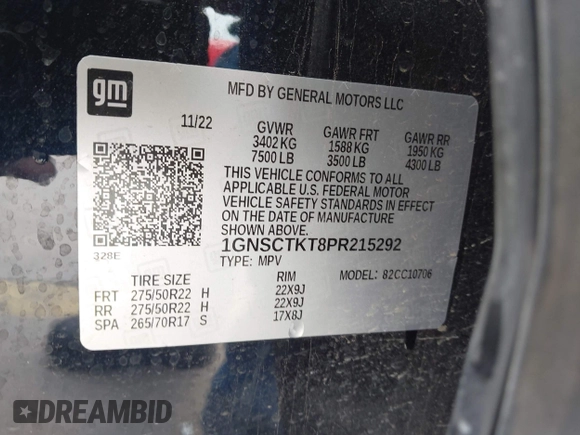 gm
MFD BY GENERAL MOTORS LLC
11/22 GVWR GAWR FRT GAWR RR
3402 KG 1588 KG 1950 KG
7500 LB 3500 LB 4300 LB
THIS VEHICLE CONFORMS TO ALL
APPLICABLE U.S. FEDERAL MOTOR
VEHICLE SAFETY STANDARDS IN
EFFECT ON THE DATE OF MANUFACTURE
SHOWN ABOVE.
1GNSCTKT8PR215292
328E
TYPE: MPV MODEL: 82CC10706
TIRE SIZE RIM
FRT 275/50R22 H 22X9J
RR 275/50R22 H 22X9J
SPA 265/70R17 S 17X8J
DREAMBID